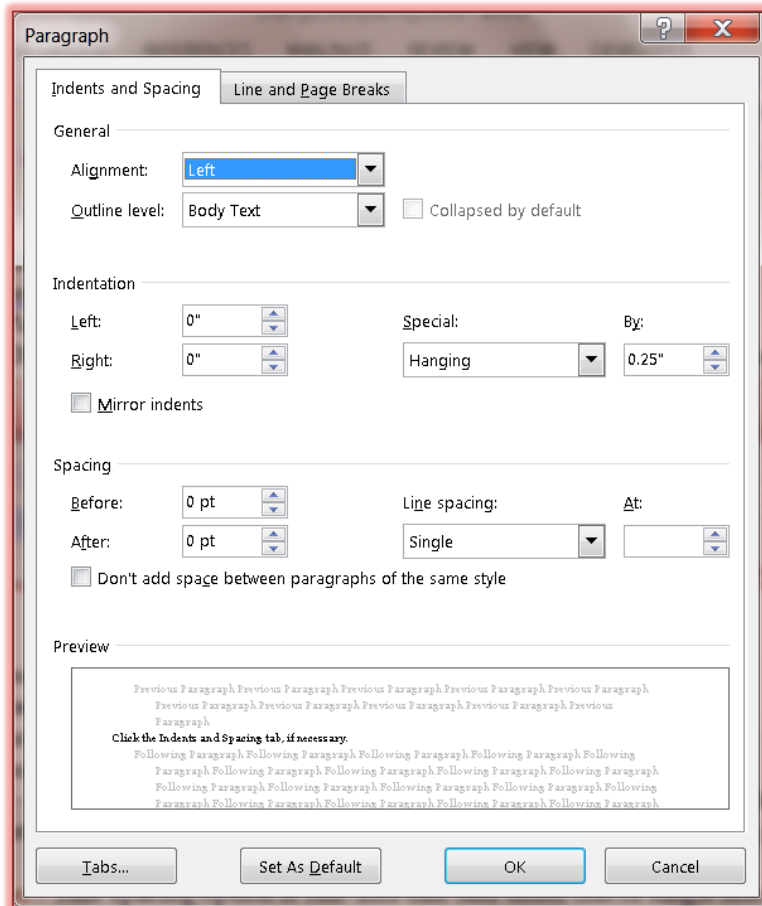 Paragraph
Indents and Spacing
Line and Page Breaks
General
Alignment: Left
Outline level: Body Text Collapsed by default
Indentation
Left: 0" Special: By:
Right: 0" Hanging 0.25"
Mirror indents
Spacing
Before: 0 pt Line spacing: At:
After: 0 pt Single
Don't add space between paragraphs of the same style
Preview
Previous Paragraph Previous Paragraph Previous Paragraph Previous Paragraph Previous Paragraph
Previous Paragraph Previous Paragraph Previous Paragraph Previous Paragraph Previous
Paragraph
Click the Indents and Spacing tab, if necessary.
Following Paragraph Following Paragraph Following Paragraph Following Paragraph Following
Paragraph Following Paragraph Following Paragraph Following Paragraph Following Paragraph
Following Paragraph Following Paragraph Following Paragraph Following Paragraph
Paragraph Following Paragraph Following Paragraph Following Paragraph Following Paragraph
Tabs... Set As Default OK Cancel